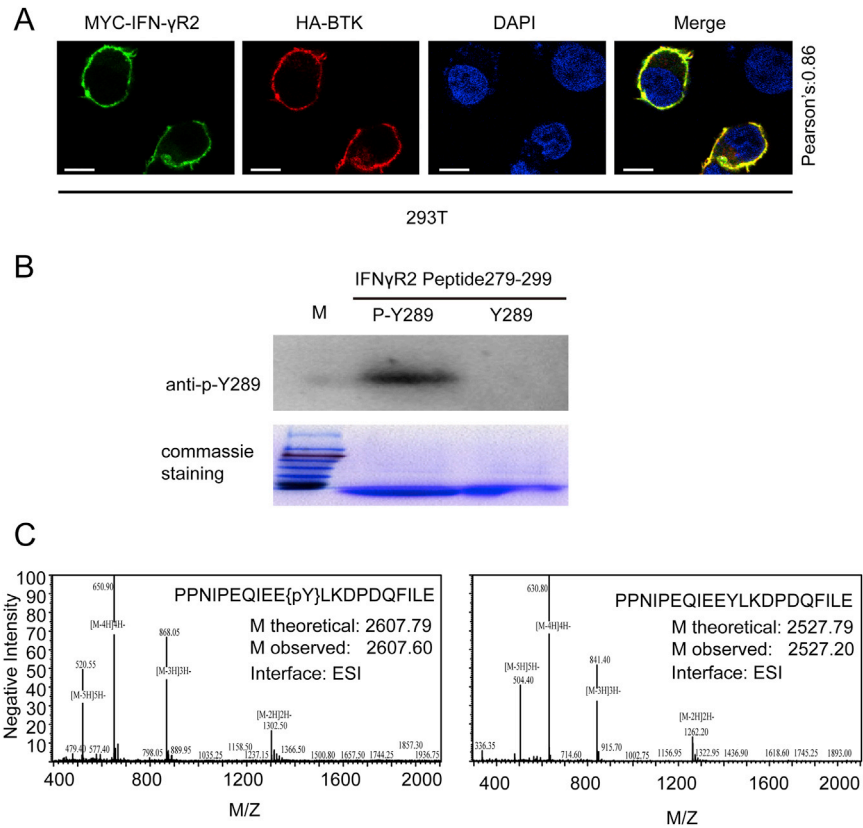 A
MYC-IFN-γR2 HA-BTK DAPI Merge
Pearson's:0.86
293T
B
IFNγR2 Peptide279-299
M P-Y289 Y289
anti-p-Y289
commassie
staining
C
Negative Intensity
100
90
80
70
60
50
40
30
20
10
650.90
[M-4H]4H-
868.05
520.55
[M-3H]3H-
[M-5H]5H-
[M-2H]2H-
1302.50
479.40 577.40 798.05 889.95 1035.25 1158.50 1237.15 1366.50 1500.80 1657.50 1744.25 1857.30 1936.75
PPNIPEQIEE{pY}LKDPDQFILE
M theoretical: 2607.79
M observed: 2607.60
Interface: ESI
400 800 1200 1600 2000
M/Z
630.80
[M-4H]4H-
[M-5H]5H-
504.40
841.40
[M-3H]3H-
[M-2H]2H-
1262.20
336.35 714.60 915.70 1002.75 1156.95 1322.95 1436.90 1618.60 1745.25 1893.00
PPNIPEQIEEYLKDPDQFILE
M theoretical: 2527.79
M observed: 2527.20
Interface: ESI
400 800 1200 1600 2000
M/Z